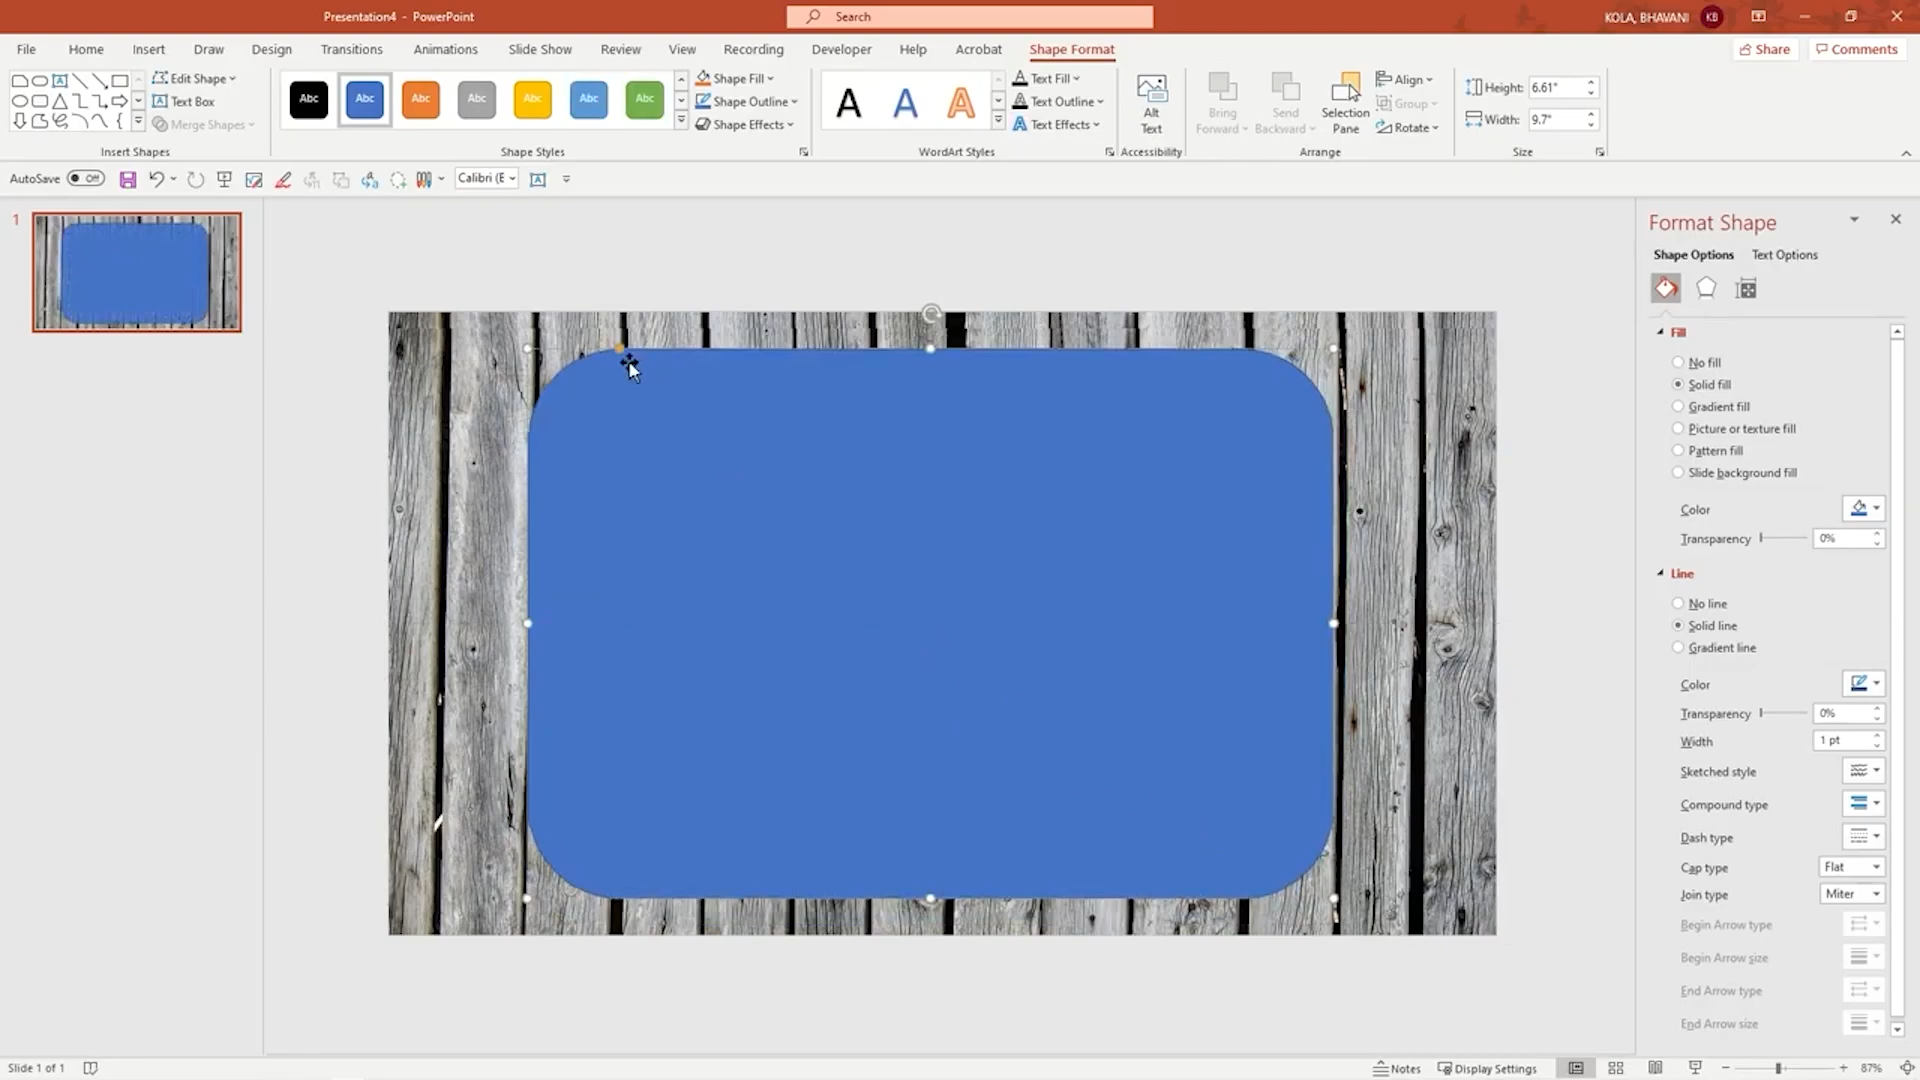 Presentation4 - PowerPoint
Search
KOLA, BHAVANI KB
File Home Insert Draw Design Transitions Animations Slide Show Review View Recording Developer Help Acrobat Shape Format
Share Comments
Edit Shape
Text Box
Merge Shapes
Insert Shapes
Abc Abc Abc Abc Abc Abc Abc
Shape Fill
Shape Outline
Shape Effects
Shape Styles
A A A
Text Fill
Text Outline
Text Effects
WordArt Styles
Alt
Text
Accessibility
Bring
Forward
Send
Backward
Selection
Pane
Align
Group
Rotate
Arrange
Height: 6.61"
Width: 9.7"
Size
AutoSave Off
Calibri (E
1
Format Shape
Shape Options Text Options
Fill
No fill
Solid fill
Gradient fill
Picture or texture fill
Pattern fill
Slide background fill
Color
Transparency 0%
Line
No line
Solid line
Gradient line
Color
Transparency 0%
Width 1 pt
Sketched style
Compound type
Dash type
Cap type Flat
Join type Miter
Begin Arrow type
Begin Arrow size
End Arrow type
End Arrow size
Slide 1 of 1
Notes Display Settings 87%